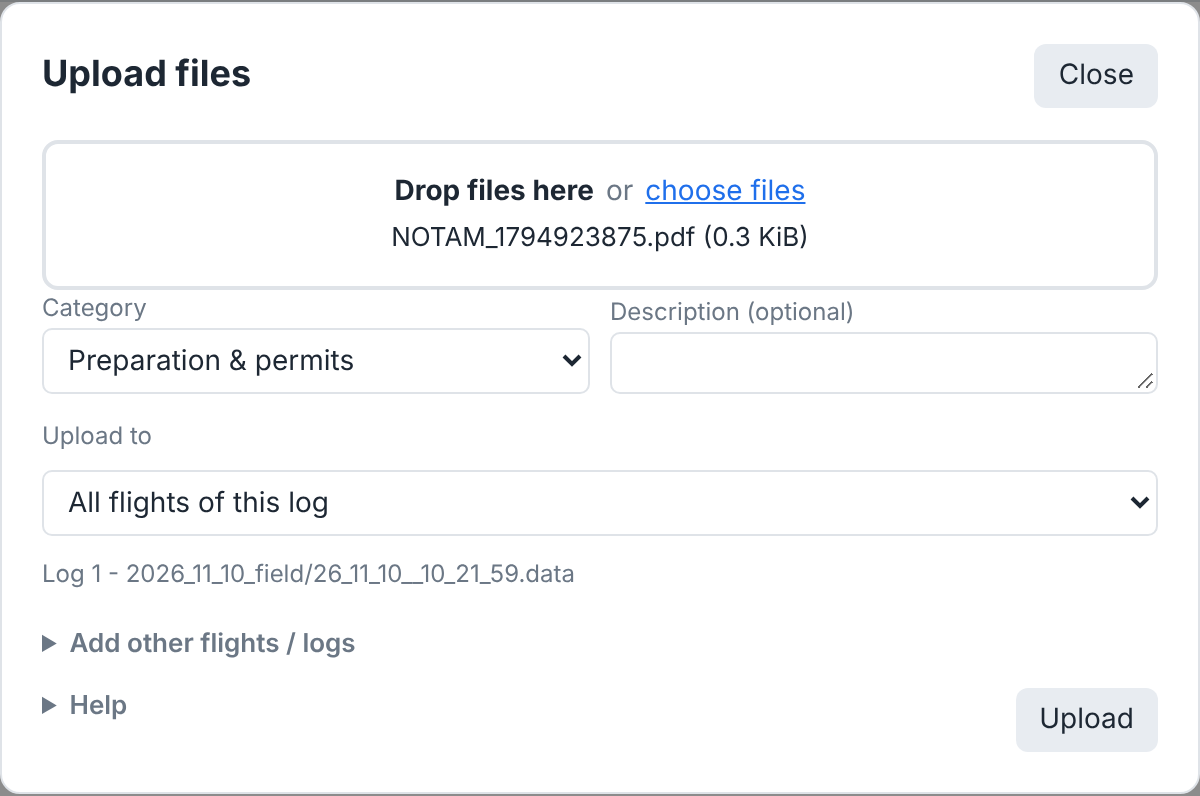 Upload files
Close
Drop files here or choose files
NOTAM_1794923875.pdf (0.3 KiB)
Category
Description (optional)
Preparation & permits
Upload to
All flights of this log
Log 1 - 2026_11_10_field/26_11_10__10_21_59.data
Add other flights / logs
Help
Upload